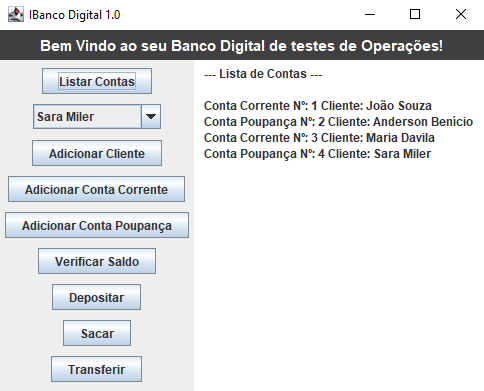 IBanco Digital 1.0
Bem Vindo ao seu Banco Digital de testes de Operações!
Listar Contas
Sara Miler
Adicionar Cliente
Adicionar Conta Corrente
Adicionar Conta Poupança
Verificar Saldo
Depositar
Sacar
Transferir
--- Lista de Contas ---
Conta Corrente Nº: 1 Cliente: João Souza
Conta Poupança Nº: 2 Cliente: Anderson Benício
Conta Corrente Nº: 3 Cliente: Maria Davila
Conta Poupança Nº: 4 Cliente: Sara Miler